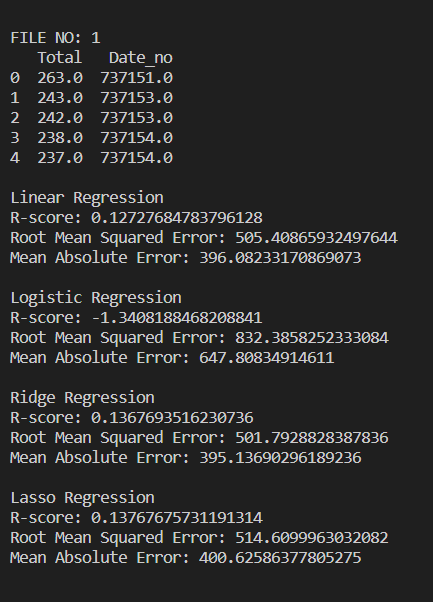 FILE NO: 1
Total Date_no
0 263.0 737151.0
1 243.0 737153.0
2 242.0 737153.0
3 238.0 737154.0
4 237.0 737154.0
Linear Regression
R-score: 0.12727684783796128
Root Mean Squared Error: 505.40865932497644
Mean Absolute Error: 396.08233170869073
Logistic Regression
R-score: -1.3408188468208841
Root Mean Squared Error: 832.3858252333084
Mean Absolute Error: 647.80834914611
Ridge Regression
R-score: 0.1367693516230736
Root Mean Squared Error: 501.7928828387836
Mean Absolute Error: 395.13690296189236
Lasso Regression
R-score: 0.13767675731191314
Root Mean Squared Error: 514.6099963032082
Mean Absolute Error: 400.62586377805275